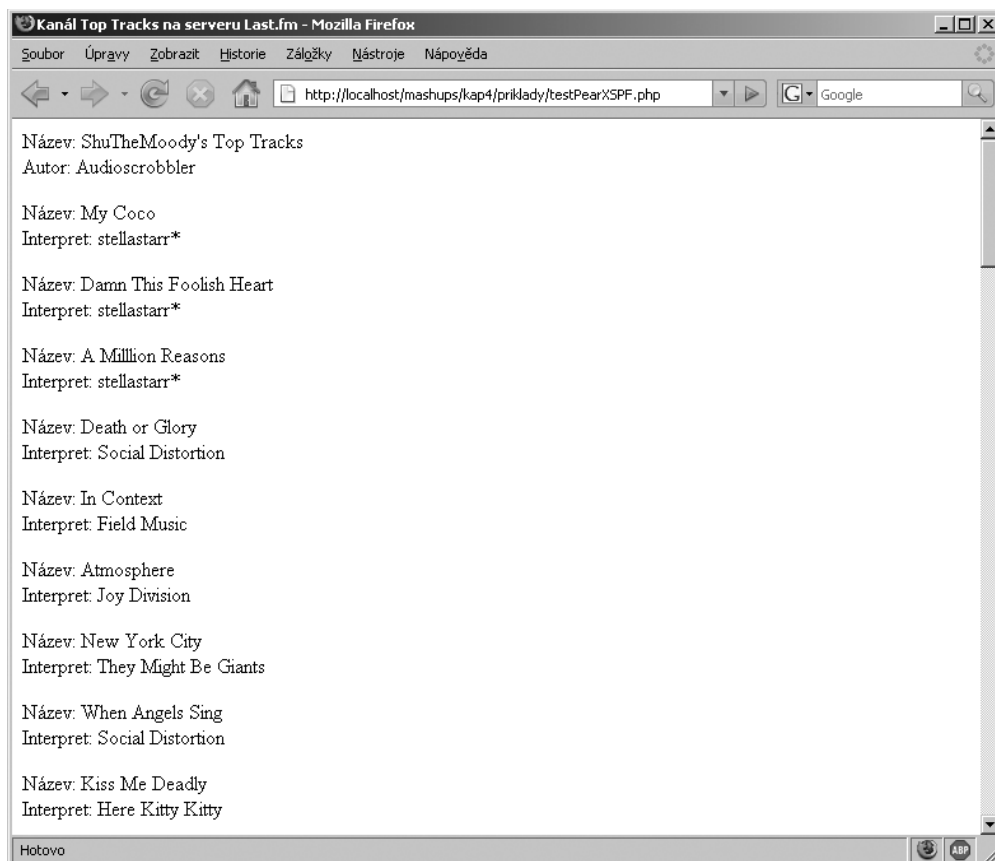 Kanál Top Tracks na serveru Last.fm - Mozilla Firefox
Soubor Úpravy Zobrazit Historie Záložky Nástroje Nápověda
http://localhost/mashups/kap4/priklady/testPearXSPF.php G Google
Název: ShuTheMoody's Top Tracks
Autor: Audioscrobbler
Název: My Coco
Interpret: stellastarr*
Název: Damn This Foolish Heart
Interpret: stellastarr*
Název: A Milllion Reasons
Interpret: stellastarr*
Název: Death or Glory
Interpret: Social Distortion
Název: In Context
Interpret: Field Music
Název: Atmosphere
Interpret: Joy Division
Název: New York City
Interpret: They Might Be Giants
Název: When Angels Sing
Interpret: Social Distortion
Název: Kiss Me Deadly
Interpret: Here Kitty Kitty
Hotovo ABP